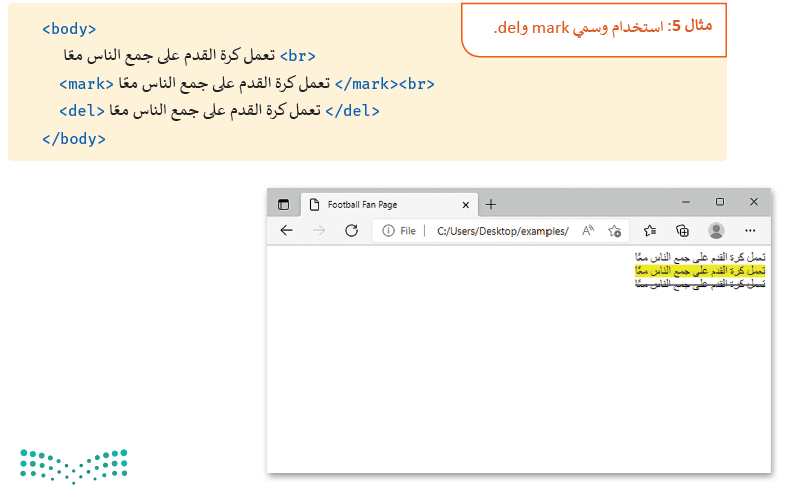 مثال 5: استخدام وسمي mark وdel.
<body>
تعمل كرة القدم على جمع الناس معًا <br>
<mark> تعمل كرة القدم على جمع الناس معًا </mark><br>
<del> تعمل كرة القدم على جمع الناس معًا </del>
</body>
Football Fan Page
File C:/Users/Desktop/examples/
تعمل كرة القدم على جمع الناس معًا
تعمل كرة القدم على جمع الناس معًا
تعمل كرة القدم على جمع الناس معًا